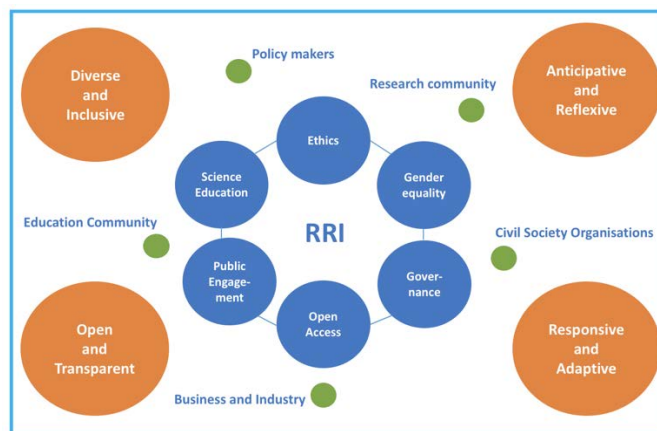 Policy makers
Diverse
and
Inclusive
Research community
Anticipative
and
Reflexive
Ethics
Science
Education
Gender
equality
Education Community
RRI
Civil Society Organisations
Public
Engage-
ment
Gover-
nance
Open
Access
Open
and
Transparent
Responsive
and
Adaptive
Business and Industry